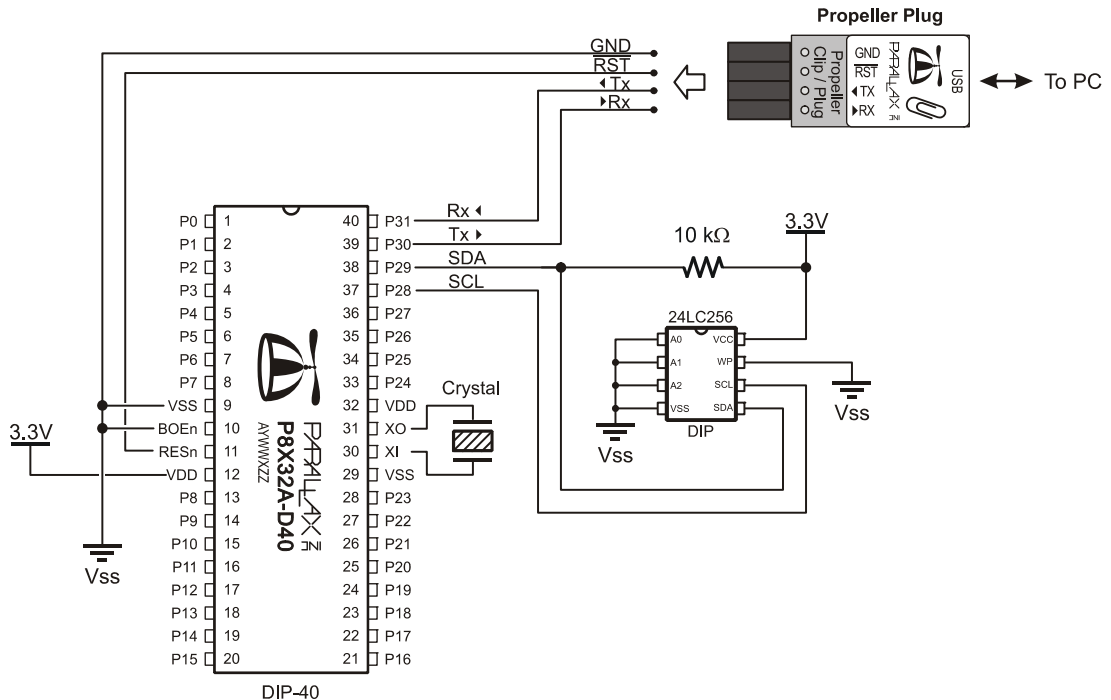 Propeller Plug
GND
RST
◂Tx
▸Rx
Propeller
Clip / Plug
GND
RST
◂TX
▸RX
PARALLAX INC
USB
To PC
P0 1
P1 2
P2 3
P3 4
P4 5
P5 6
P6 7
P7 8
VSS 9
BOEn 10
RESn 11
VDD 12
P8 13
P9 14
P10 15
P11 16
P12 17
P13 18
P14 19
P15 20
40 P31
39 P30
38 P29
37 P28
36 P27
35 P26
34 P25
33 P24
32 VDD
31 XO
30 XI
29 VSS
28 P23
27 P22
26 P21
25 P20
24 P19
23 P18
22 P17
21 P16
PARALLAX INC
P8X32A-D40
AYWWXZZ
DIP-40
3.3V
Vss
Rx ◂
Tx ▸
SDA
SCL
Crystal
10 kΩ
3.3V
24LC256
A0
A1
A2
VSS
VCC
WP
SCL
SDA
DIP
Vss
Vss